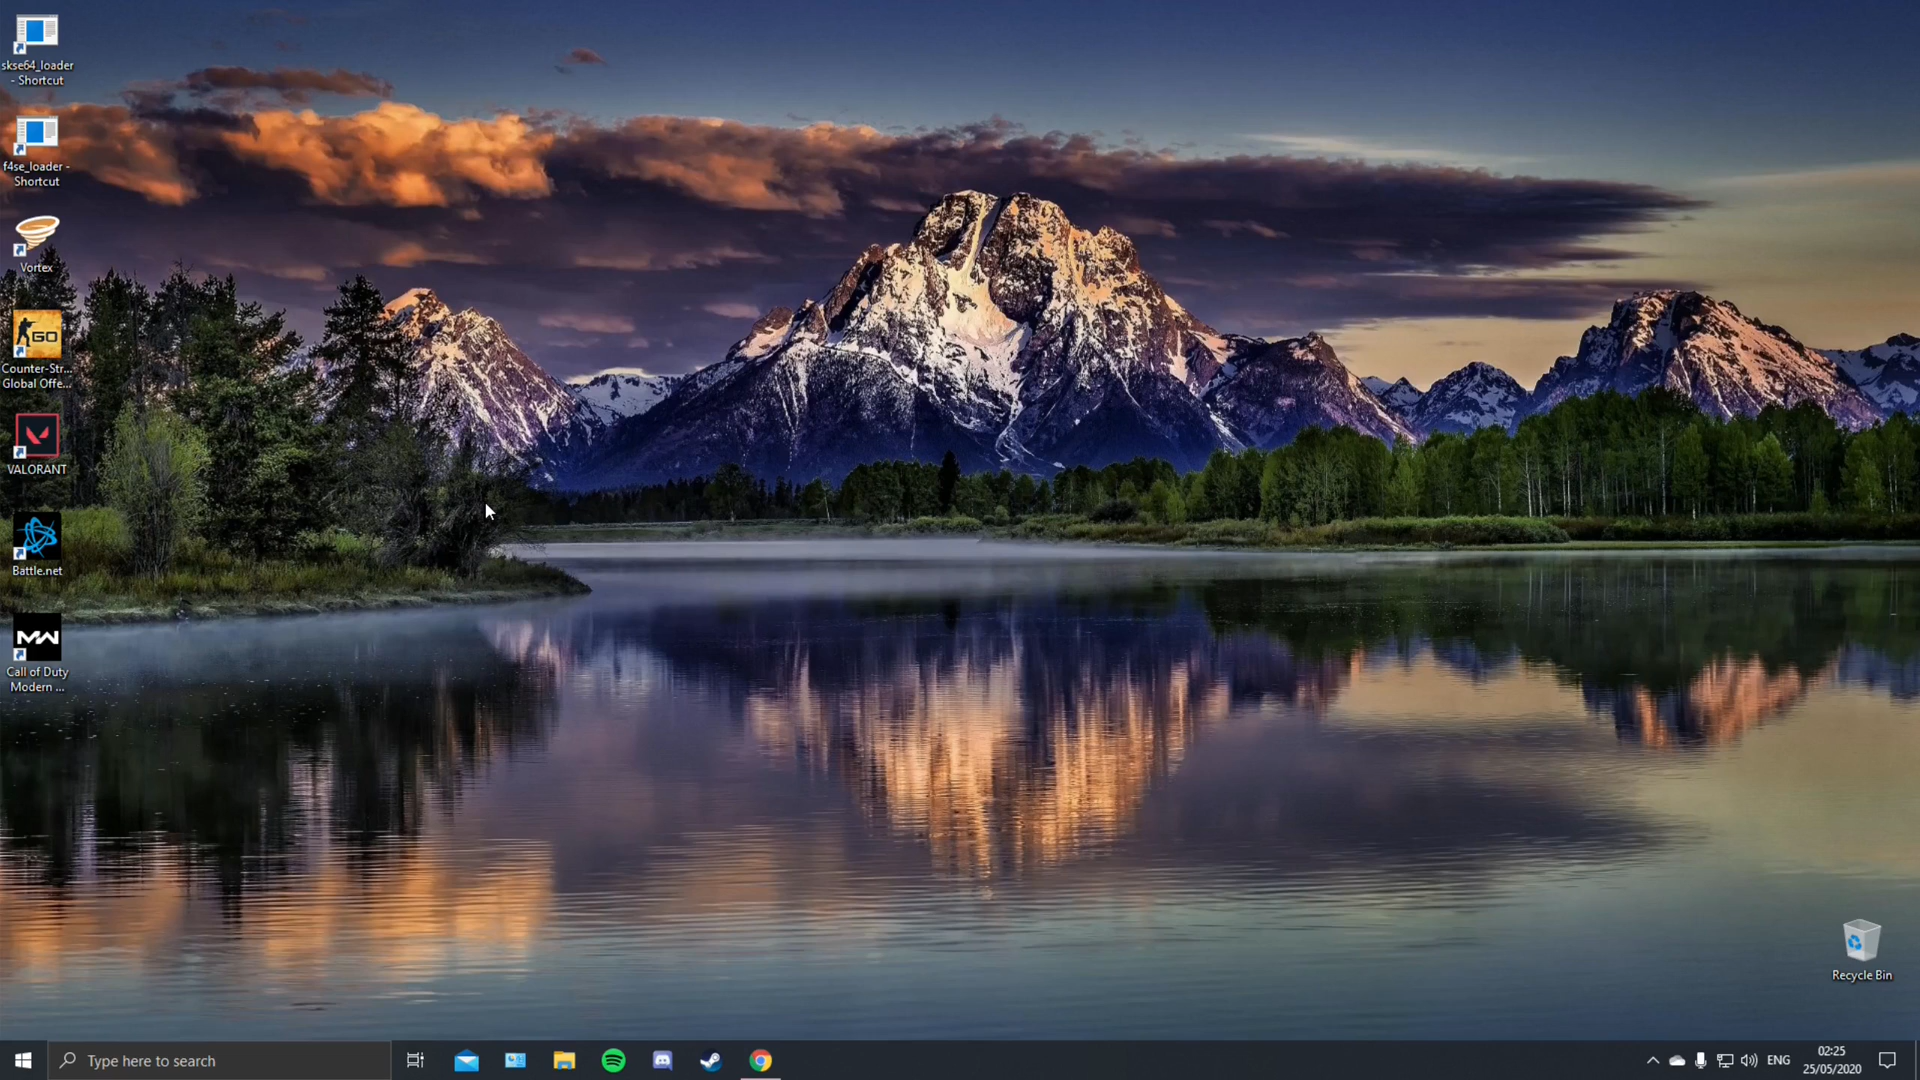 skse64_loader
- Shortcut
f4se_loader -
Shortcut
Vortex
GO
Counter-Str...
Global Offe...
VALORANT
Battle.net
MW
Call of Duty
Modern ...
Recycle Bin
Type here to search
ENG
02:25
25/05/2020